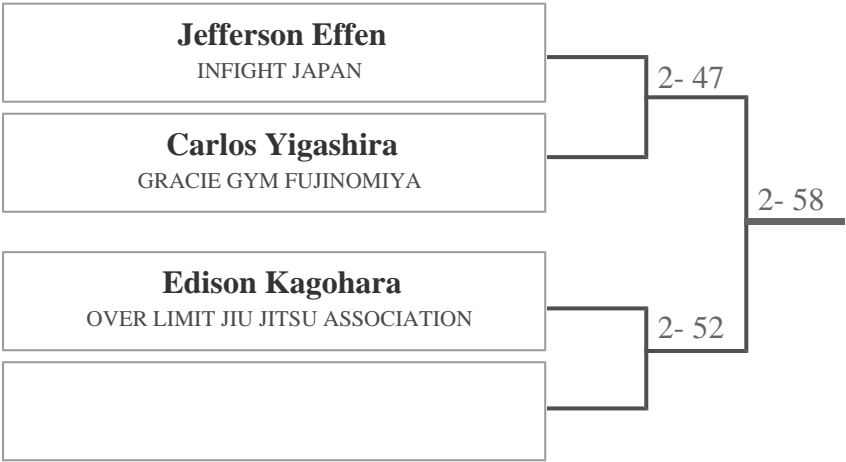 Jefferson Effen
INFIGHT JAPAN
2- 47
Carlos Yigashira
GRACIE GYM FUJINOMIYA
2- 58
Edison Kagohara
OVER LIMIT JIU JITSU ASSOCIATION
2- 52